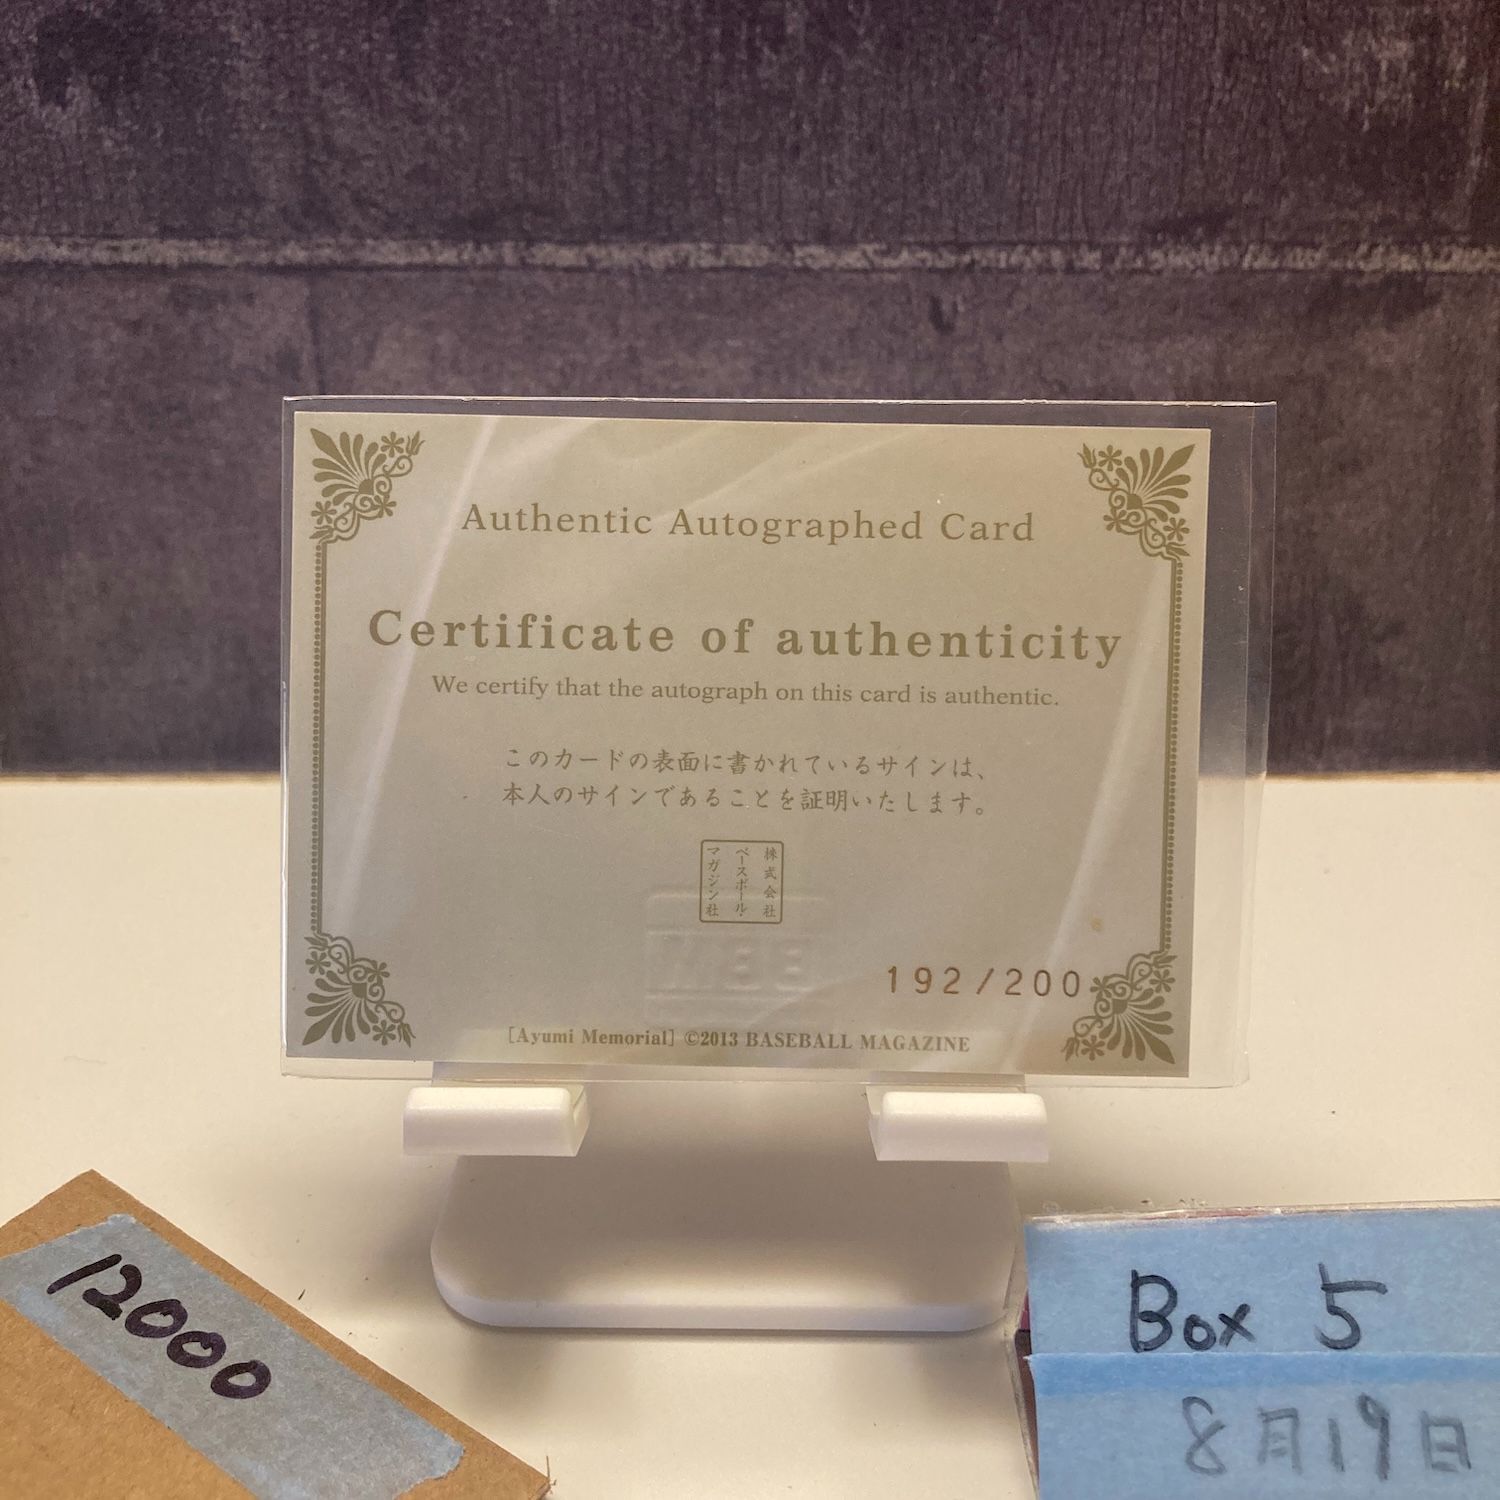 Authentic Autographed Card
Certificate of authenticity
We certify that the autograph on this card is authentic.
このカードの表面に書かれているサインは、
本人のサインであることを証明いたします。
株式会社
ベースボール・
マガジン社
192/200
[Ayumi Memorial] ©2013 BASEBALL MAGAZINE
12000
Box 5
8月19日